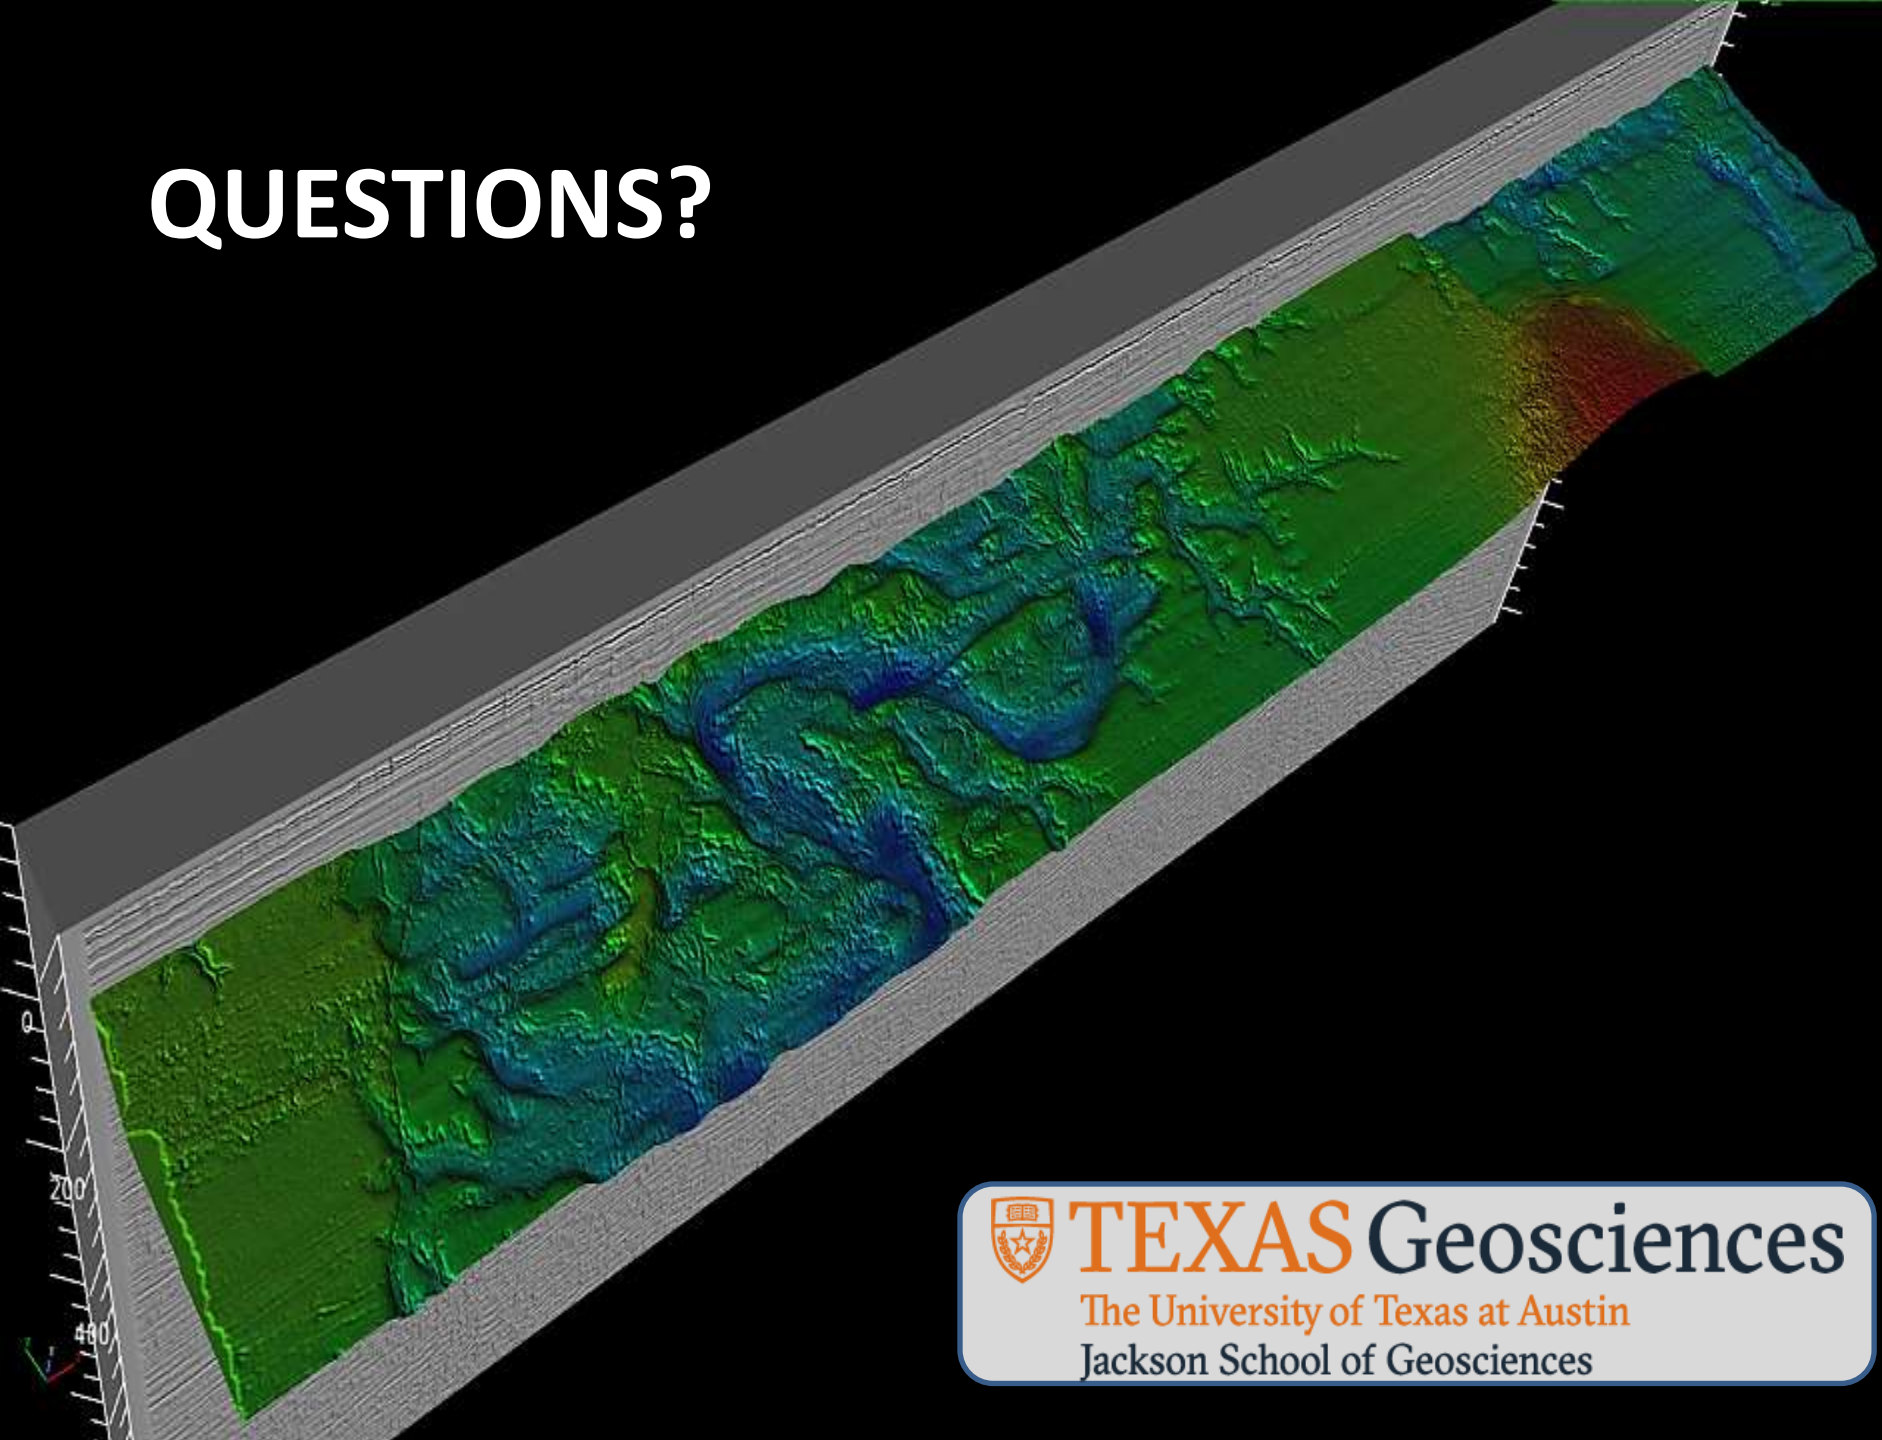 QUESTIONS?
0
200
400
TEXAS Geosciences
The University of Texas at Austin
Jackson School of Geosciences